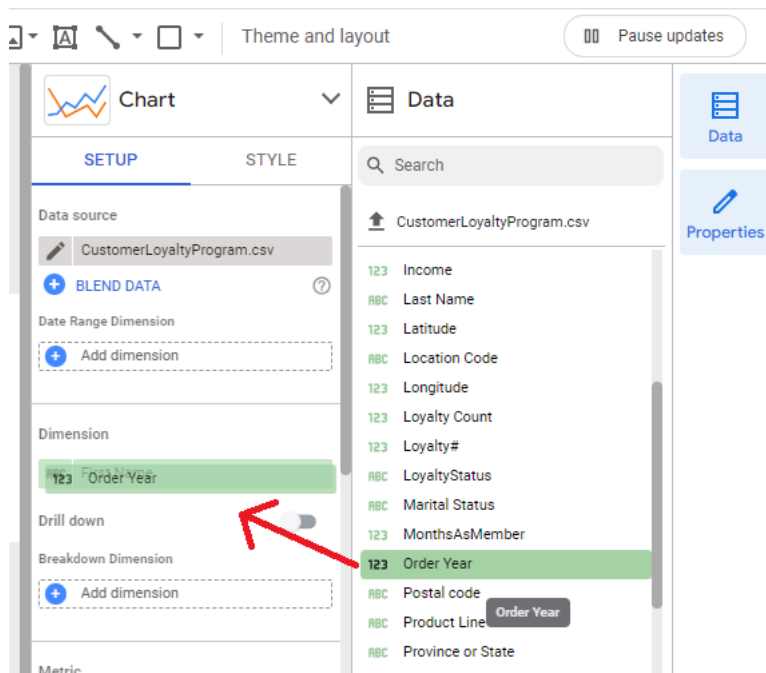 Theme and layout
Pause updates
Chart
SETUP
STYLE
Data source
CustomerLoyaltyProgram.csv
BLEND DATA
Date Range Dimension
Add dimension
Dimension
ABC First Name
123 Order Year
Drill down
Breakdown Dimension
Add dimension
Metric
Data
Search
CustomerLoyaltyProgram.csv
123 Income
ABC Last Name
123 Latitude
ABC Location Code
123 Longitude
123 Loyalty Count
123 Loyalty#
ABC LoyaltyStatus
ABC Marital Status
123 MonthsAsMember
123 Order Year
ABC Postal code
Order Year
ABC Product Line
ABC Province or State
Data
Properties